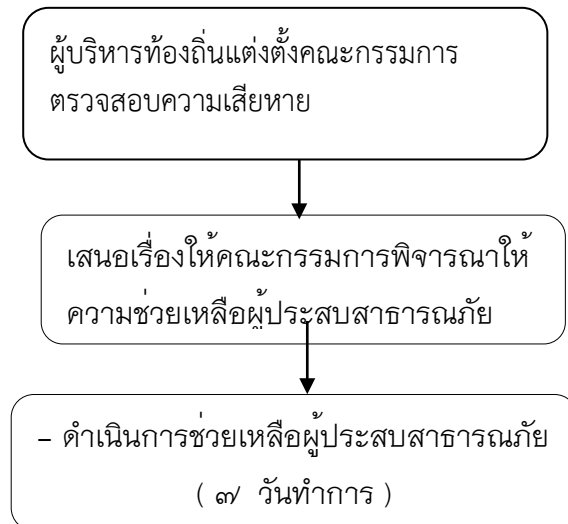 ผู้บริหารท้องถิ่นแต่งตั้งคณะกรรมการ
ตรวจสอบความเสียหาย
เสนอเรื่องให้คณะกรรมการพิจารณาให้
ความช่วยเหลือผู้ประสบสาธารณภัย
– ดำเนินการช่วยเหลือผู้ประสบสาธารณภัย
( ๗ วันทำการ )